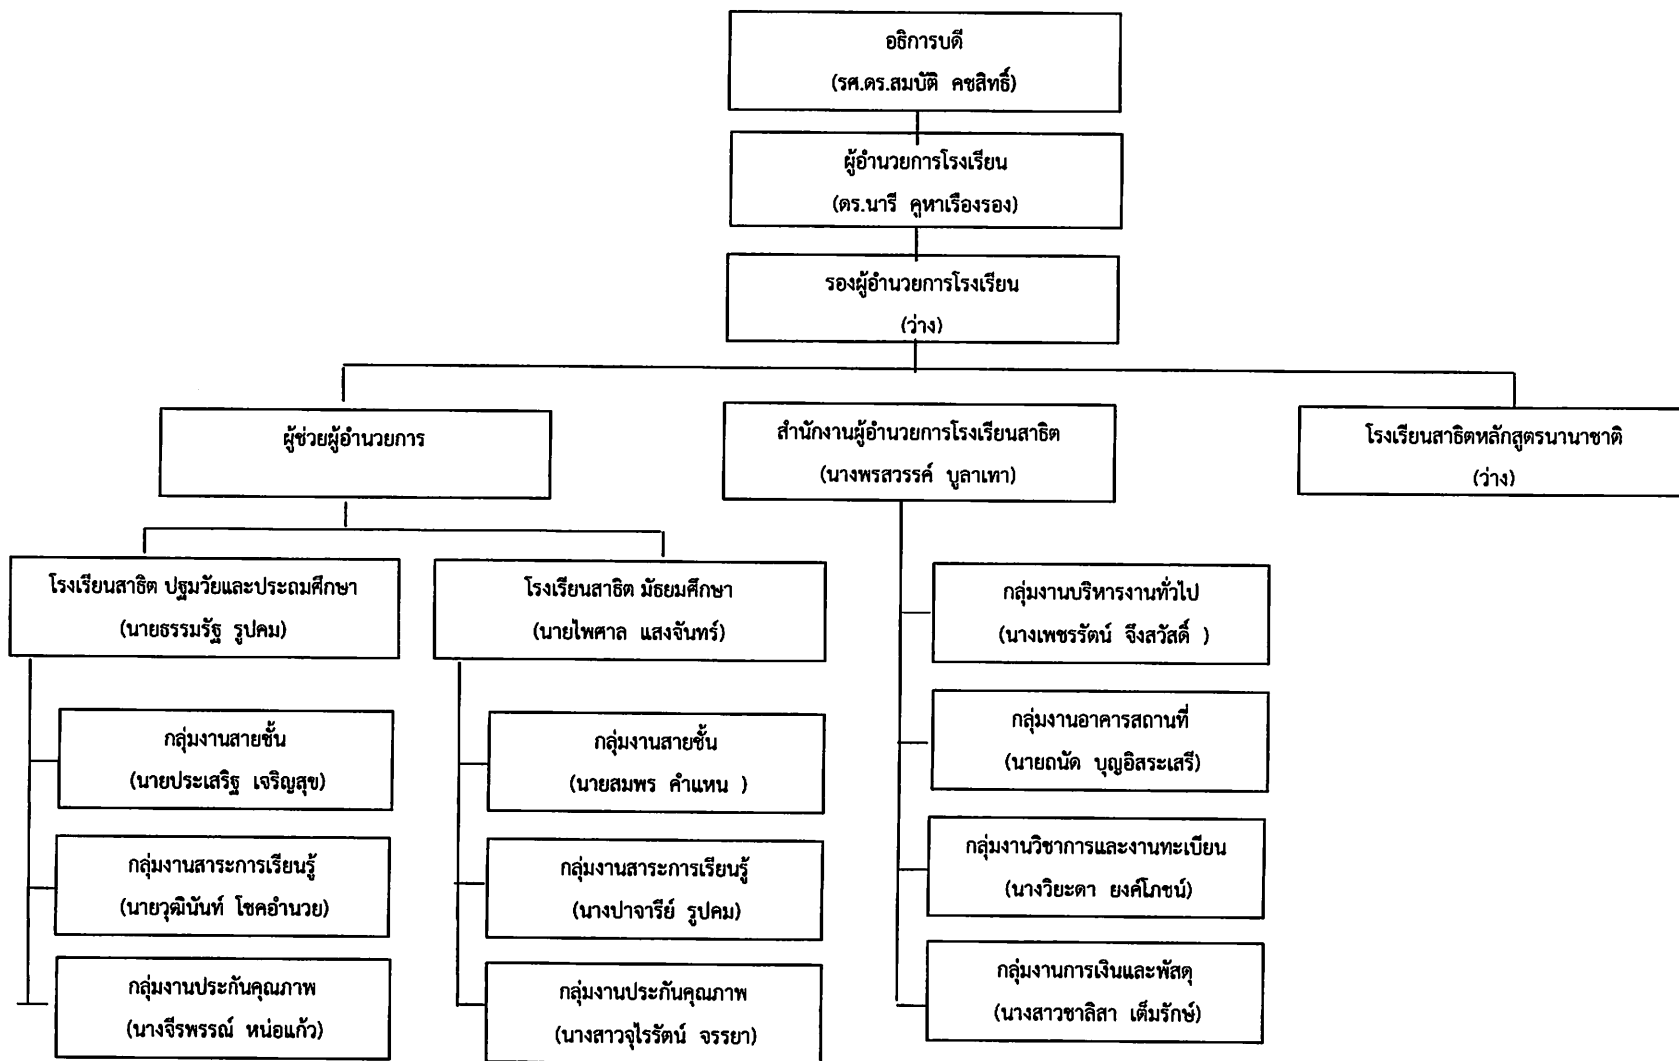 อธิการบดี
(รศ.ดร.สมบัติ คชสิทธิ์)
ผู้อำนวยการโรงเรียน
(ดร.นารี คูหาเรืองรอง)
รองผู้อำนวยการโรงเรียน
(ว่าง)
ผู้ช่วยผู้อำนวยการ
สำนักงานผู้อำนวยการโรงเรียนสาธิต
(นางพรสวรรค์ บูลาเทา)
โรงเรียนสาธิตหลักสูตรนานาชาติ
(ว่าง)
โรงเรียนสาธิต ปฐมวัยและประถมศึกษา
(นายธรรมรัฐ รูปคม)
กลุ่มงานสายชั้น
(นายประเสริฐ เจริญสุข)
กลุ่มงานสาระการเรียนรู้
(นายวุฒินันท์ โชคอำนวย)
กลุ่มงานประกันคุณภาพ
(นางจีรพรรณ์ หน่อแก้ว)
โรงเรียนสาธิต มัธยมศึกษา
(นายไพศาล แสงจันทร์)
กลุ่มงานสายชั้น
(นายสมพร คำแหน )
กลุ่มงานสาระการเรียนรู้
(นางปาจารีย์ รูปคม)
กลุ่มงานประกันคุณภาพ
(นางสาวจุไรรัตน์ จรรยา)
กลุ่มงานบริหารงานทั่วไป
(นางเพชรรัตน์ จึงสวัสดิ์ )
กลุ่มงานอาคารสถานที่
(นายถนัด บุญอิสระเสรี)
กลุ่มงานวิชาการและงานทะเบียน
(นางวิยะดา ยงค์โภชน์)
กลุ่มงานการเงินและพัสดุ
(นางสาวชาลิสา เต็มรักษ์)